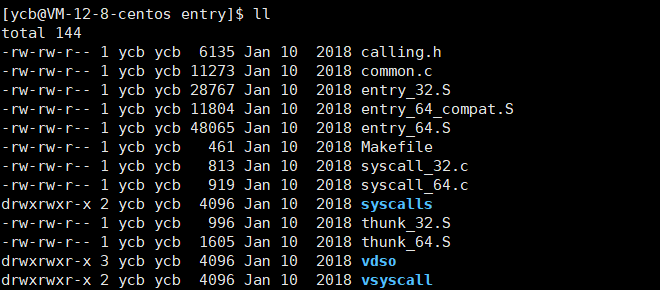 [ycb@VM-12-8-centos entry]$ ll
total 144
-rw-rw-r-- 1 ycb ycb  6135 Jan 10  2018 calling.h
-rw-rw-r-- 1 ycb ycb 11273 Jan 10  2018 common.c
-rw-rw-r-- 1 ycb ycb 28767 Jan 10  2018 entry_32.S
-rw-rw-r-- 1 ycb ycb 11804 Jan 10  2018 entry_64_compat.S
-rw-rw-r-- 1 ycb ycb 48065 Jan 10  2018 entry_64.S
-rw-rw-r-- 1 ycb ycb   461 Jan 10  2018 Makefile
-rw-rw-r-- 1 ycb ycb   813 Jan 10  2018 syscall_32.c
-rw-rw-r-- 1 ycb ycb   919 Jan 10  2018 syscall_64.c
drwxrwxr-x 2 ycb ycb  4096 Jan 10  2018 syscalls
-rw-rw-r-- 1 ycb ycb   996 Jan 10  2018 thunk_32.S
-rw-rw-r-- 1 ycb ycb  1605 Jan 10  2018 thunk_64.S
drwxrwxr-x 3 ycb ycb  4096 Jan 10  2018 vdso
drwxrwxr-x 2 ycb ycb  4096 Jan 10  2018 vsyscall